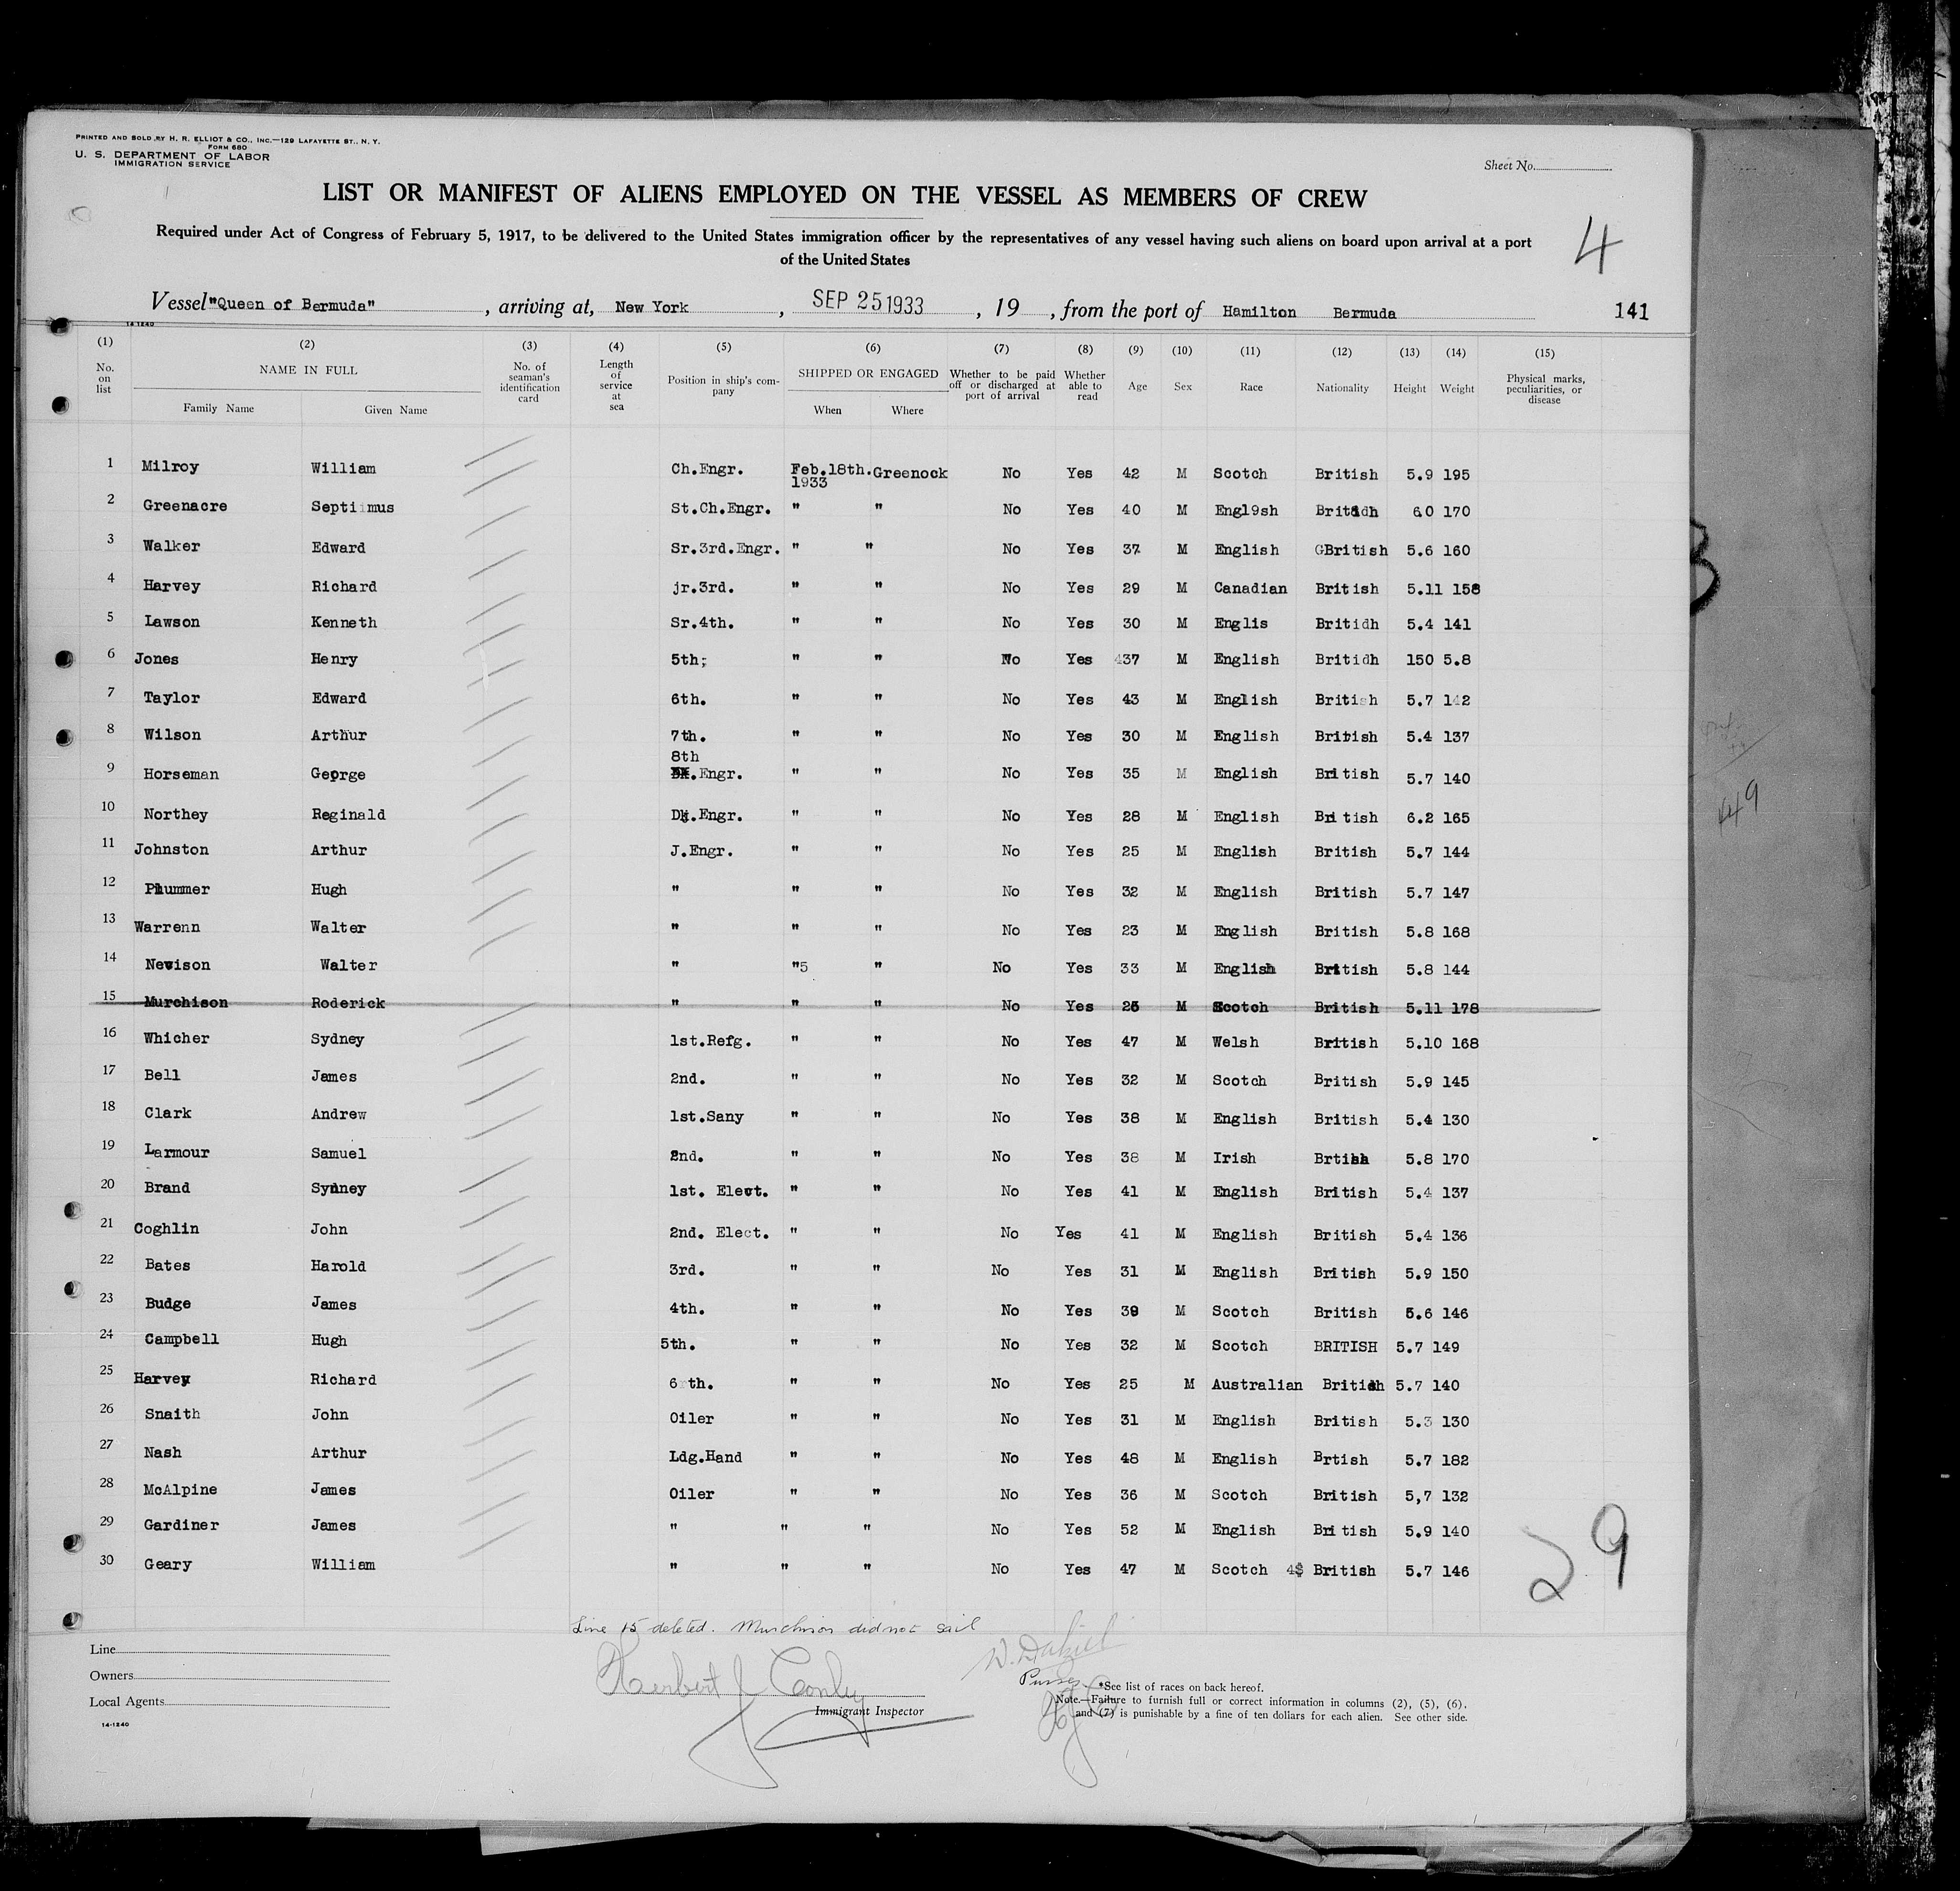 PRINTED AND SOLD BY H. R. ELLIOT & CO., INC.—129 LAFAYETTE ST., N. Y.
FORM 680
U. S. DEPARTMENT OF LABOR
IMMIGRATION SERVICE
Sheet No.
LIST OR MANIFEST OF ALIENS EMPLOYED ON THE VESSEL AS MEMBERS OF CREW
Required under Act of Congress of February 5, 1917, to be delivered to the United States immigration officer by the representatives of any vessel having such aliens on board upon arrival at a port
of the United States
4
Vessel "Queen of Bermuda" , arriving at, New York , SEP 25 1933 , 19 , from the port of Hamilton Bermuda 141
14-1240
(1) (2) (3) (4) (5) (6) (7) (8) (9) (10) (11) (12) (13) (14) (15)
No. on list NAME IN FULL Family Name Given Name No. of seaman's identification card Length of service at sea Position in ship's company SHIPPED OR ENGAGED When Where Whether to be paid off or discharged at port of arrival Whether able to read Age Sex Race Nationality Height Weight Physical marks, peculiarities, or disease
1 Milroy William Ch.Engr. Feb.18th. 1933 Greenock No Yes 42 M Scotch British 5.9 195
2 Greenacre Septimus St.Ch.Engr. " " No Yes 40 M Engl9sh Britidh 6.0 170
3 Walker Edward Sr.3rd.Engr. " " No Yes 37 M English GBritish 5.6 160
4 Harvey Richard jr.3rd. " " No Yes 29 M Canadian British 5.11 158
5 Lawson Kenneth Sr.4th. " " No Yes 30 M Englis Britidh 5.4 141
6 Jones Henry 5th; " " No Yes 37 M English Britidh 150 5.8
7 Taylor Edward 6th. " " No Yes 43 M English British 5.7 142
8 Wilson Arthur 7th. " " No Yes 30 M English British 5.4 137
9 Horseman George 8th .Engr. " " No Yes 35 M English British 5.7 140
10 Northey Reginald Dk.Engr. " " No Yes 28 M English British 6.2 165
11 Johnston Arthur J.Engr. " " No Yes 25 M English British 5.7 144
12 Plummer Hugh " " " No Yes 32 M English British 5.7 147
13 Warrenn Walter " " " No Yes 23 M English British 5.8 168
14 Nevison Walter " "5 " No Yes 33 M English British 5.8 144
15 Murchison Roderick " " " No Yes 25 M Scotch British 5.11 178
16 Whicher Sydney 1st.Refg. " " No Yes 47 M Welsh British 5.10 168
17 Bell James 2nd. " " No Yes 32 M Scotch British 5.9 145
18 Clark Andrew 1st.Sany " " No Yes 38 M English British 5.4 130
19 Larmour Samuel 2nd. " " No Yes 38 M Irish Brtish 5.8 170
20 Brand Sydney 1st. Elect. " " No Yes 41 M English British 5.4 137
21 Coghlin John 2nd. Elect. " " No Yes 41 M English British 5.4 136
22 Bates Harold 3rd. " " No Yes 31 M English British 5.9 150
23 Budge James 4th. " " No Yes 39 M Scotch British 5.6 146
24 Campbell Hugh 5th. " " No Yes 32 M Scotch BRITISH 5.7 149
25 Harvey Richard 6 th. " " No Yes 25 M Australian Britidh 5.7 140
26 Snaith John Oiler " " No Yes 31 M English British 5.3 130
27 Nash Arthur Ldg.Hand " " No Yes 48 M English Brtish 5.7 182
28 McAlpine James Oiler " " No Yes 36 M Scotch British 5,7 132
29 Gardiner James " " " No Yes 52 M English British 5.9 140
30 Geary William " " " No Yes 47 M Scotch British 5.7 146
29
Line 15 deleted. Murchison did not sail
Line
Owners
Local Agents
14-1240
Herbert J Conley
Immigrant Inspector
Purser
*See list of races on back hereof.
Note.—Failure to furnish full or correct information in columns (2), (5), (6),
and (7) is punishable by a fine of ten dollars for each alien. See other side.